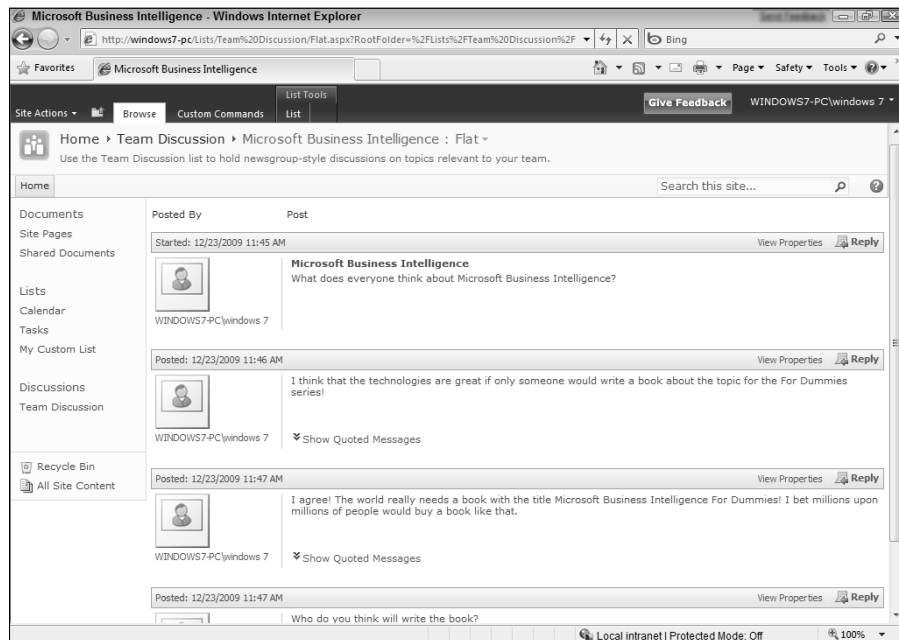 Microsoft Business Intelligence - Windows Internet Explorer
http://windows7-pc/Lists/Team%20Discussion/Flat.aspx?RootFolder=%2FLists%2FTeam%20Discussion%2F
Bing
Favorites
Microsoft Business Intelligence
Page
Safety
Tools
List Tools
Site Actions
Browse
Custom Commands
List
Give Feedback
WINDOWS7-PC\windows 7
Home Team Discussion Microsoft Business Intelligence : Flat
Use the Team Discussion list to hold newsgroup-style discussions on topics relevant to your team.
Home
Search this site...
Documents
Site Pages
Shared Documents
Lists
Calendar
Tasks
My Custom List
Discussions
Team Discussion
Recycle Bin
All Site Content
Posted By
Post
Started: 12/23/2009 11:45 AM
View Properties
Reply
Microsoft Business Intelligence
What does everyone think about Microsoft Business Intelligence?
WINDOWS7-PC\windows 7
Posted: 12/23/2009 11:46 AM
View Properties
Reply
I think that the technologies are great if only someone would write a book about the topic for the For Dummies
series!
WINDOWS7-PC\windows 7
Show Quoted Messages
Posted: 12/23/2009 11:47 AM
View Properties
Reply
I agree! The world really needs a book with the title Microsoft Business Intelligence For Dummies! I bet millions upon
millions of people would buy a book like that.
WINDOWS7-PC\windows 7
Show Quoted Messages
Posted: 12/23/2009 11:47 AM
View Properties
Reply
Who do you think will write the book?
Local intranet | Protected Mode: Off
100%